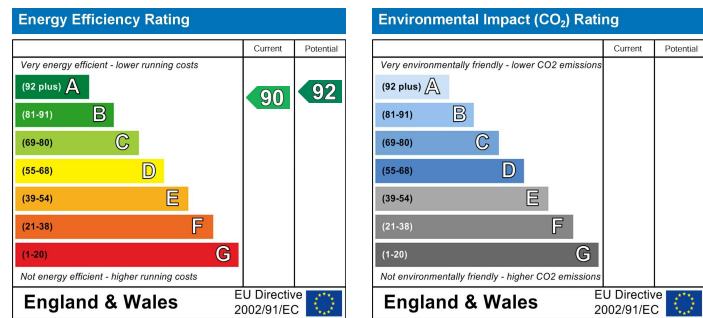 Energy Efficiency Rating
Current Potential
Very energy efficient - lower running costs
(92 plus) A
(81-91) B
(69-80) C
(55-68) D
(39-54) E
(21-38) F
(1-20) G
90
92
Not energy efficient - higher running costs
England & Wales
EU Directive
2002/91/EC
Environmental Impact (CO₂) Rating
Current Potential
Very environmentally friendly - lower CO2 emissions
(92 plus) A
(81-91) B
(69-80) C
(55-68) D
(39-54) E
(21-38) F
(1-20) G
Not environmentally friendly - higher CO2 emissions
England & Wales
EU Directive
2002/91/EC